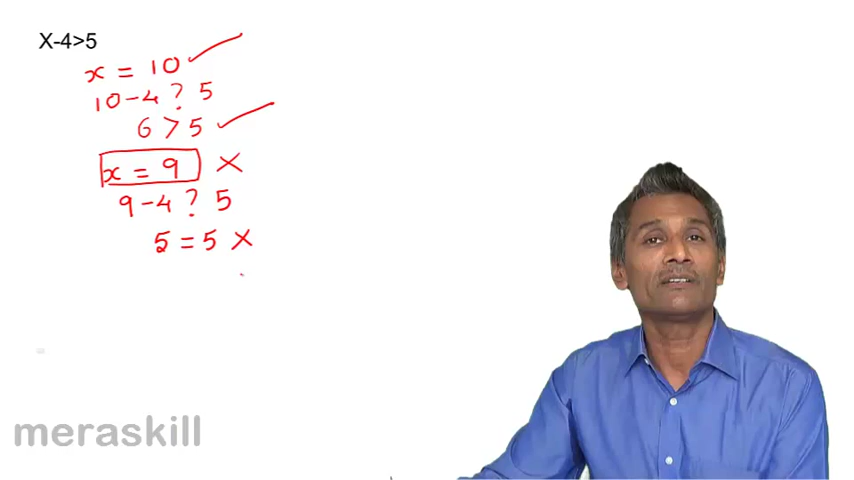 X-4>5
x = 10 ✓
10-4 ? 5
6 > 5 ✓
x = 9 ×
9-4 ? 5
5 = 5 ×
meraskill